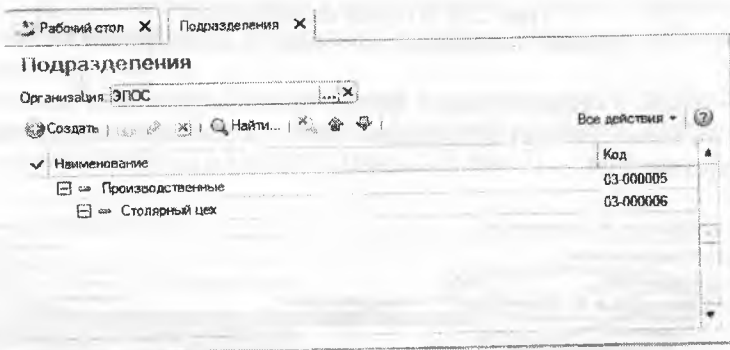 Рабочий стол X Подразделения X
Подразделения
Организация: ЭПОС ... X
Создать Найти... Все действия ?
Наименование Код
Производственные 03-000005
Столярный цех 03-000006